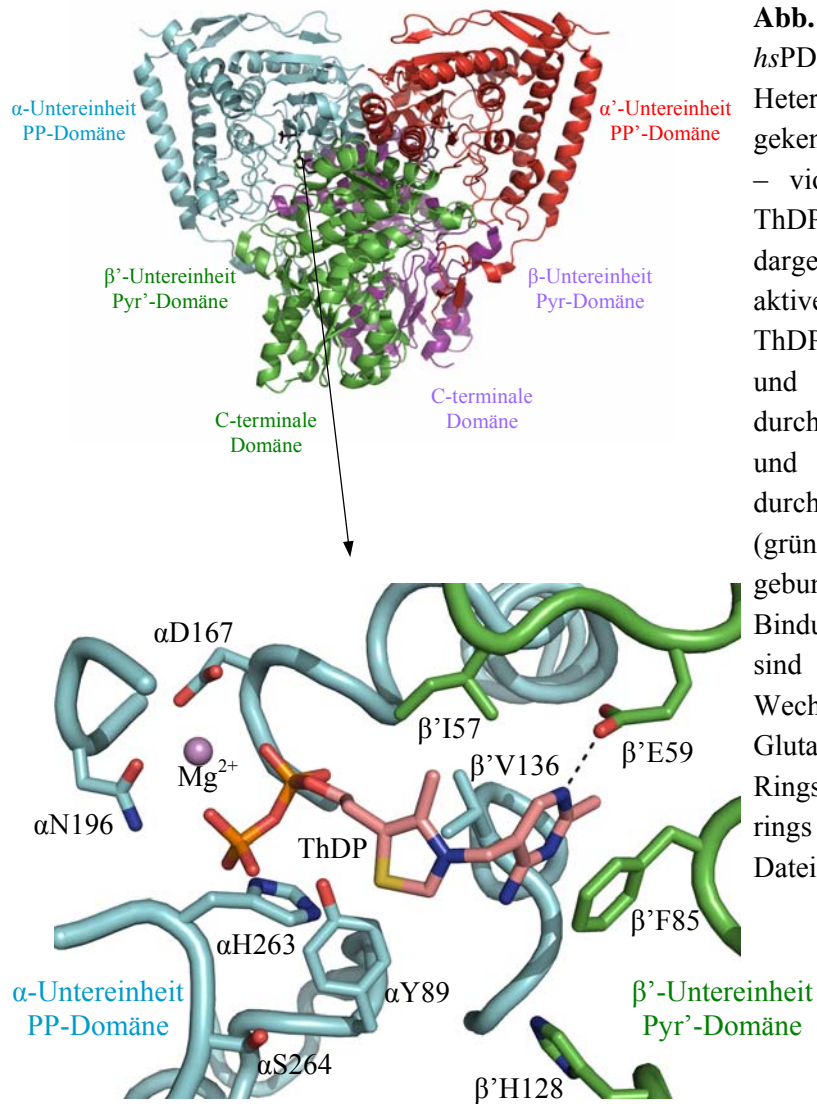 α-Untereinheit
PP-Domäne
α’-Untereinheit
PP’-Domäne
β’-Untereinheit
Pyr’-Domäne
β-Untereinheit
Pyr-Domäne
C-terminale
Domäne
C-terminale
Domäne
αD167
Mg²⁺
αN196
β’I57
β’V136
β’E59
ThDP
αH263
αY89
β’F85
α-Untereinheit
PP-Domäne
αS264
β’H128
β’-Untereinheit
Pyr’-Domäne
Abb.
hsPD
Heter
geken
– vic
ThDP
darge
aktive
ThDP
und
durch
und
durch
(grün
gebun
Bindu
sind
Wech
Gluta
Rings
rings
Datei